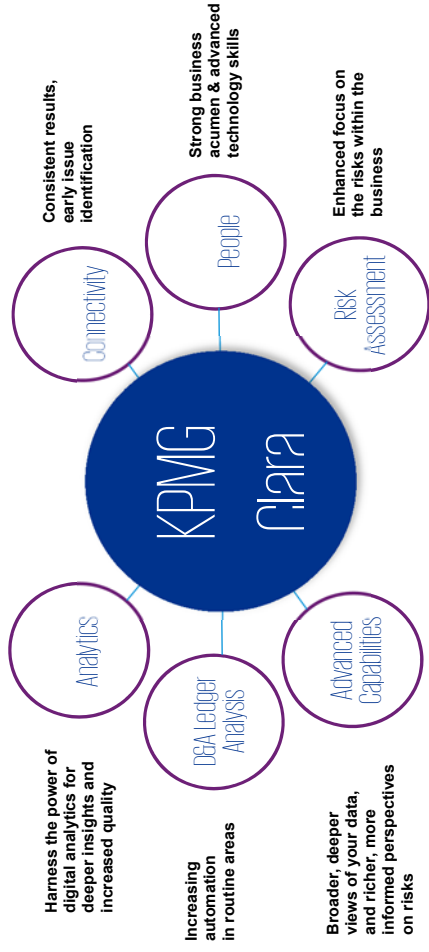 Harness the power of
digital analytics for
deeper insights and
increased quality
Analytics
Connectivity
Consistent results,
early issue
identification
Increasing
automation
in routine areas
D&A Ledger
Analysis
KPMG
Clara
People
Strong business
acumen & advanced
technology skills
Broader, deeper
views of your data,
and richer, more
informed perspectives
on risks
Advanced
Capabilities
Risk
Assessment
Enhanced focus on
the risks within the
business